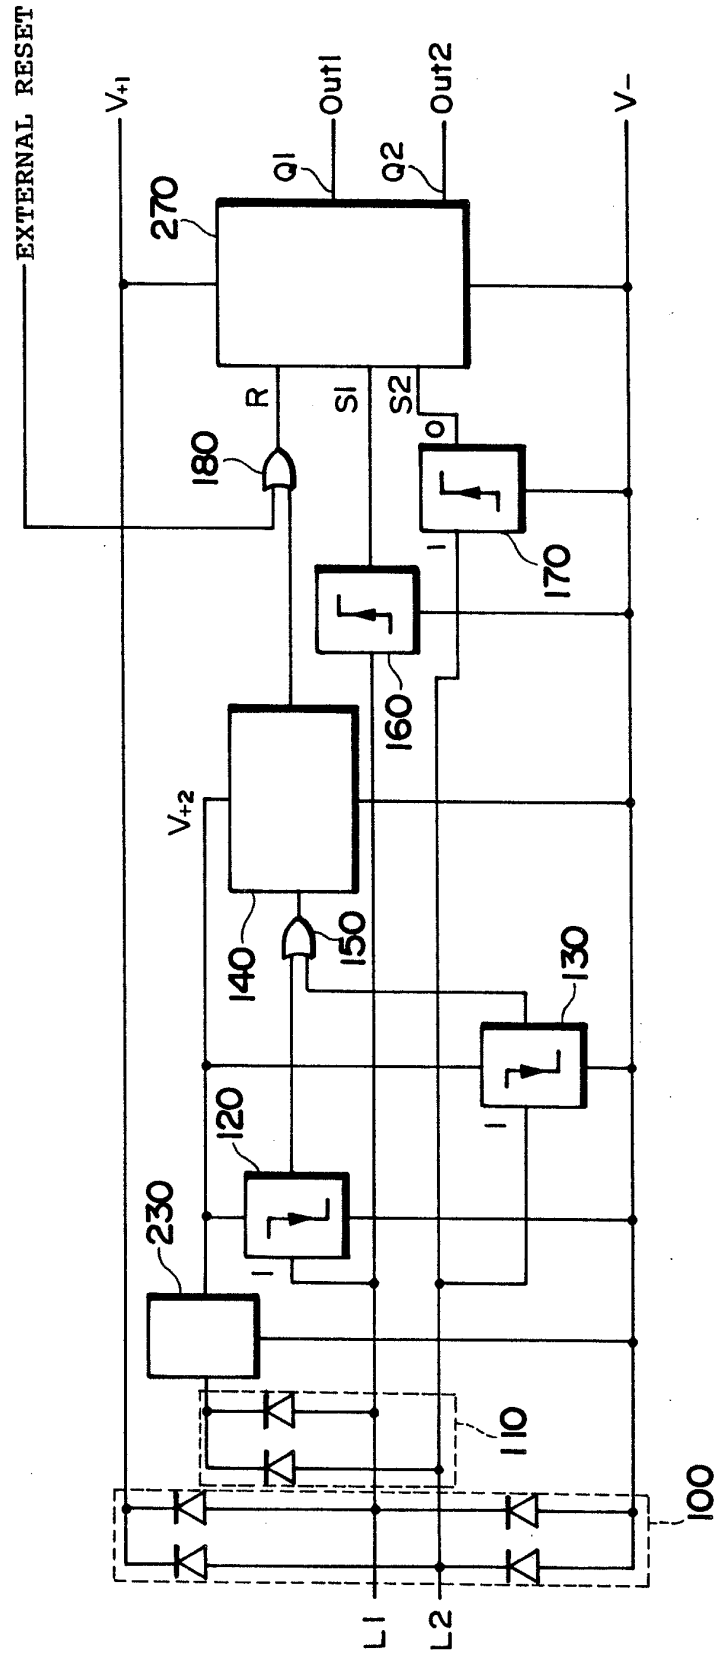 EXTERNAL RESET
V+1
Out1
Out2
V-
Q1
Q2
270
R
S1
S2
O
180
I
170
160
V+2
140
150
130
I
120
I
230
110
100
L1
L2